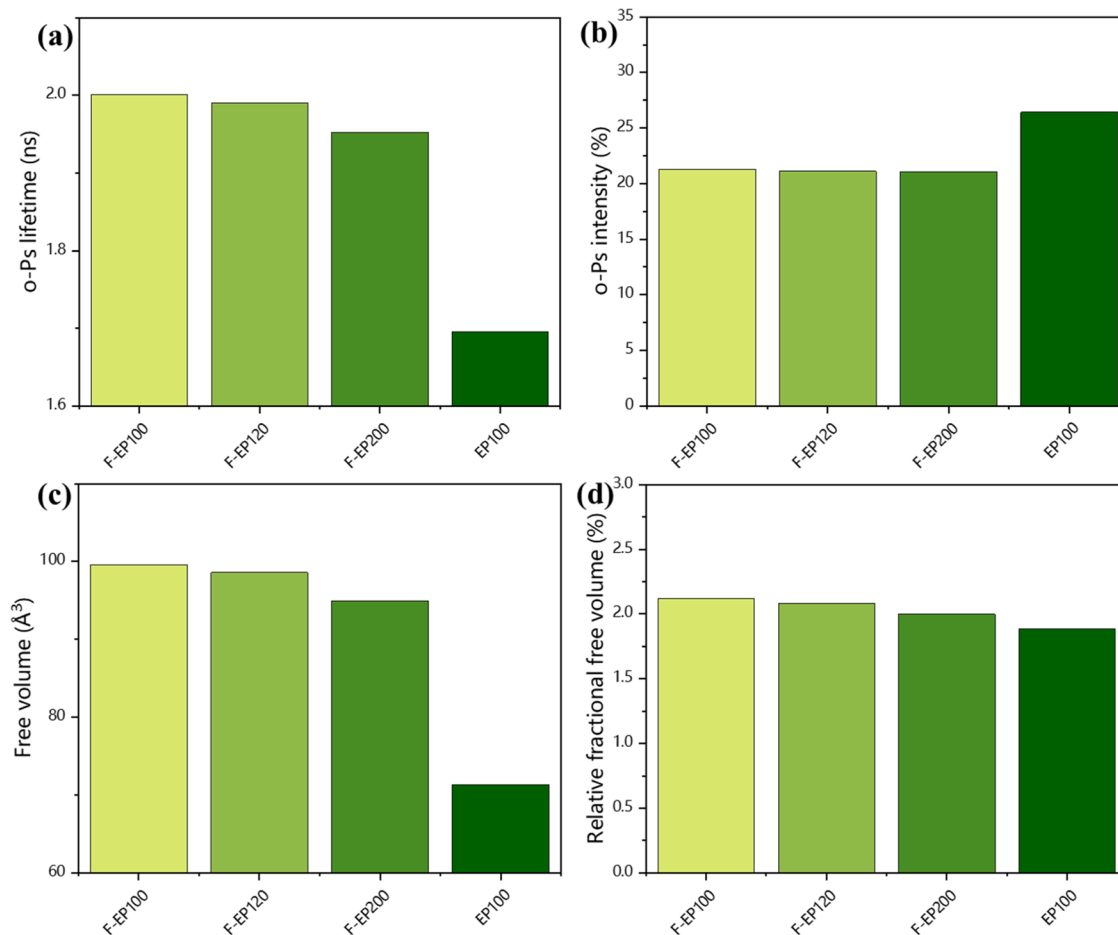 (a)
o-Ps lifetime (ns)
2.0
1.8
1.6
F-EP100
F-EP120
F-EP200
EP100
(b)
o-Ps intensity (%)
35
30
25
20
15
10
5
0
F-EP100
F-EP120
F-EP200
EP100
(c)
Free volume (Å³)
100
80
60
F-EP100
F-EP120
F-EP200
EP100
(d)
Relative fractional free volume (%)
3.0
2.5
2.0
1.5
1.0
0.5
0.0
F-EP100
F-EP120
F-EP200
EP100